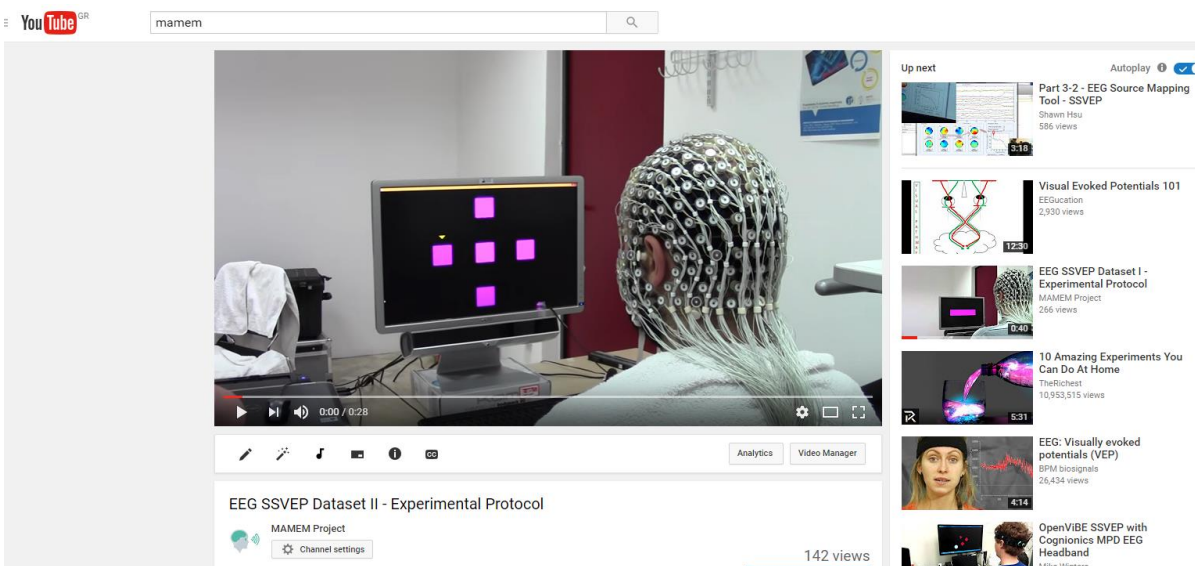 YouTube GR
mamem
0:00 / 0:28
CC
Analytics
Video Manager
EEG SSVEP Dataset II - Experimental Protocol
MAMEM Project
Channel settings
142 views
Up next
Autoplay
Part 3-2 - EEG Source Mapping
Tool - SSVEP
Shawn Hsu
586 views
3:18
Visual Evoked Potentials 101
EEGucation
2,930 views
12:30
EEG SSVEP Dataset I -
Experimental Protocol
MAMEM Project
266 views
0:40
10 Amazing Experiments You
Can Do At Home
TheRichest
10,953,515 views
5:31
EEG: Visually evoked
potentials (VEP)
BPM biosignals
26,434 views
4:14
OpenViBE SSVEP with
Cognionics MPD EEG
Headband